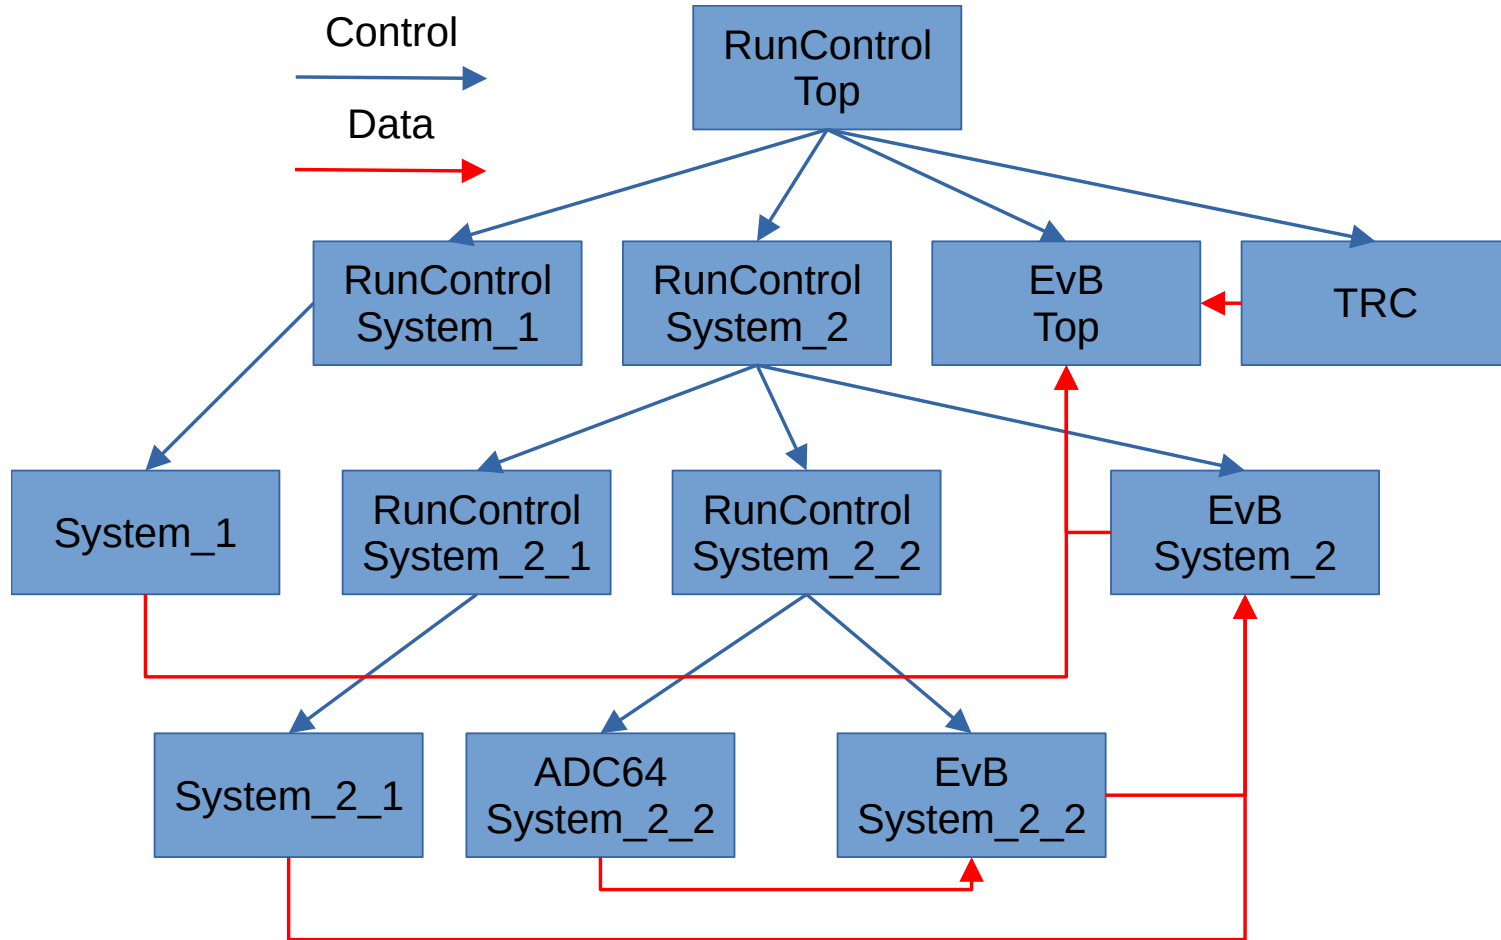 Control
Data
RunControl
Top
RunControl
System_1
RunControl
System_2
EvB
Top
TRC
System_1
RunControl
System_2_1
RunControl
System_2_2
EvB
System_2
System_2_1
ADC64
System_2_2
EvB
System_2_2